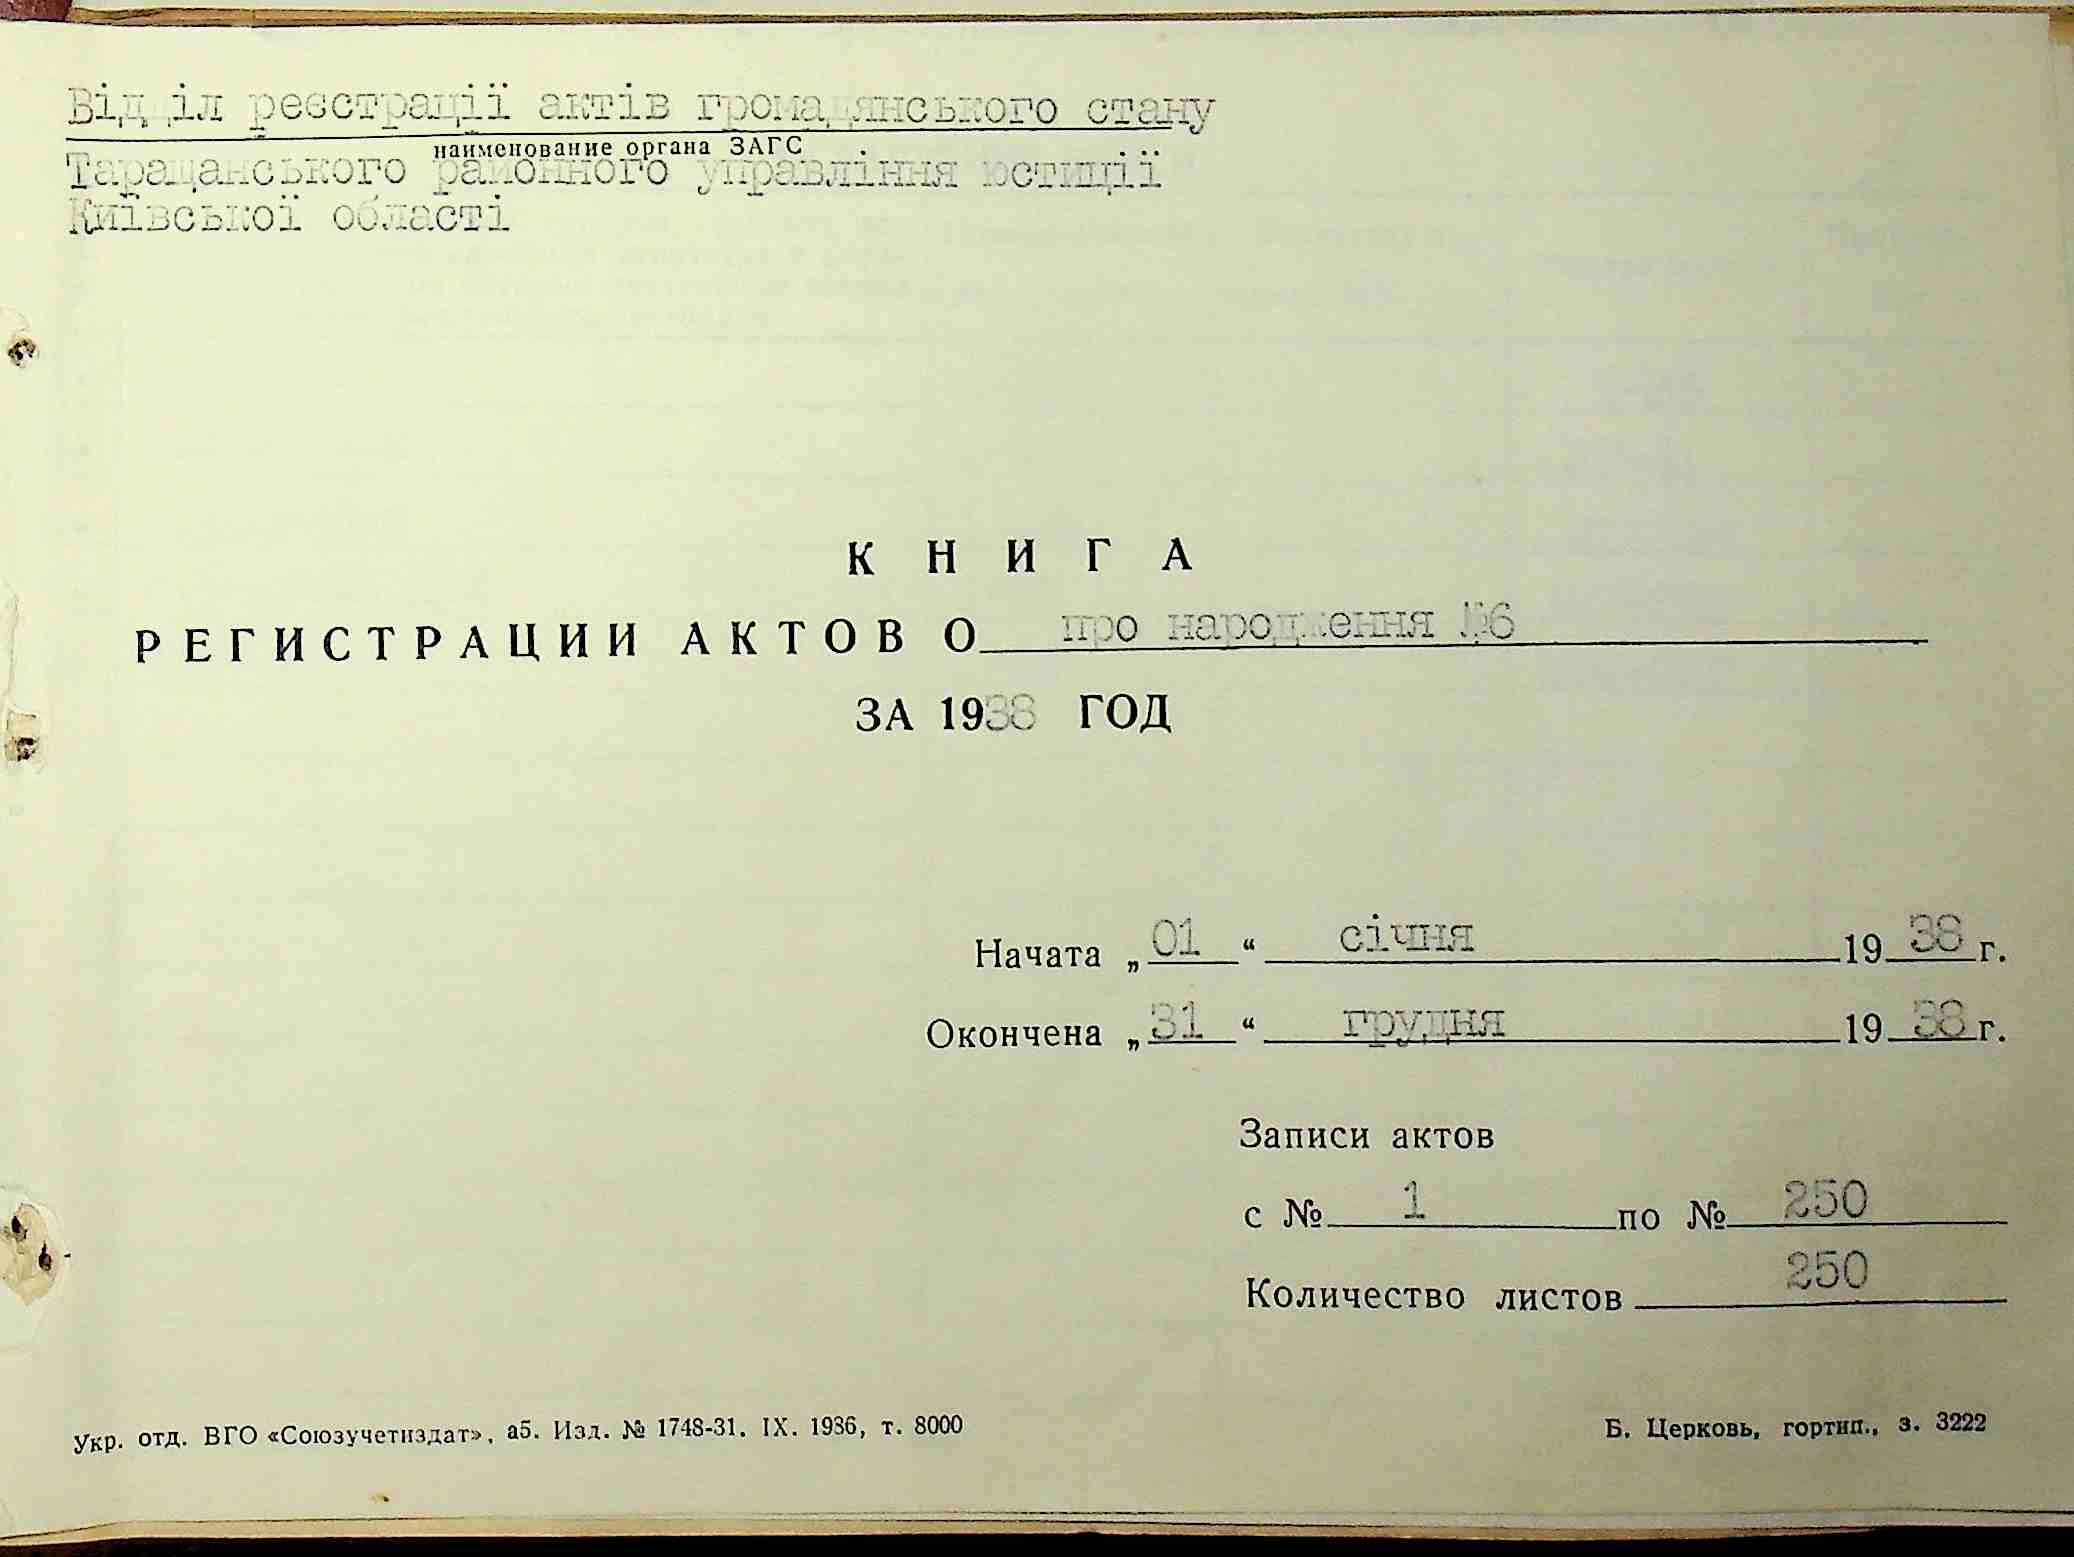 Відділ реєстрації актів громадянського стану
наименование органа ЗАГС
Таращанського районного управління юстиції
Київської області
КНИГА
РЕГИСТРАЦИИ АКТОВ О про народження №6
ЗА 1938 ГОД
Начата „01“ січня 1938 г.
Окончена „31“ грудня 1938 г.
Записи актов
с № 1 по № 250
Количество листов 250
Укр. отд. ВГО «Союзучетиздат», а5. Изд. № 1748-31. IX. 1986, т. 8000
Б. Церковь, гортип., з. 3222